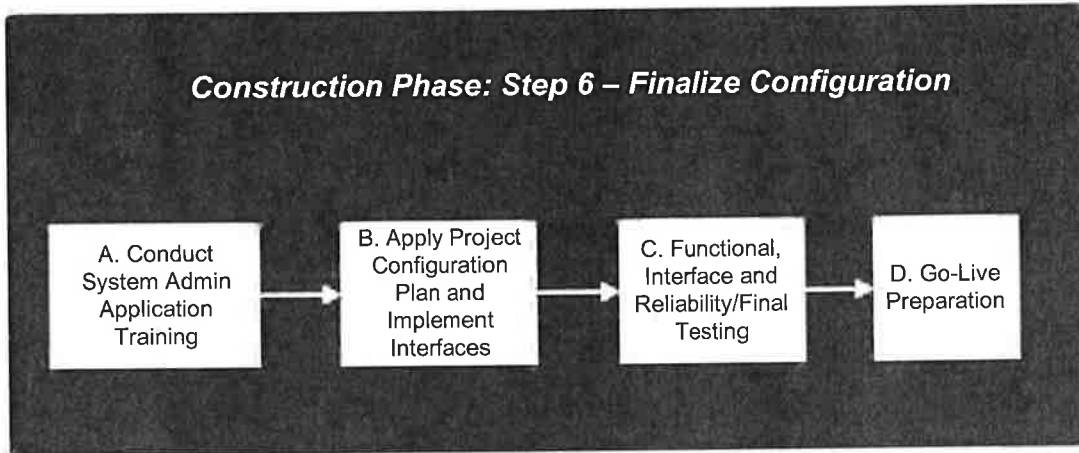 Construction Phase: Step 6 – Finalize Configuration
A. Conduct
System Admin
Application
Training
B. Apply Project
Configuration
Plan and
Implement
Interfaces
C. Functional,
Interface and
Reliability/Final
Testing
D. Go-Live
Preparation